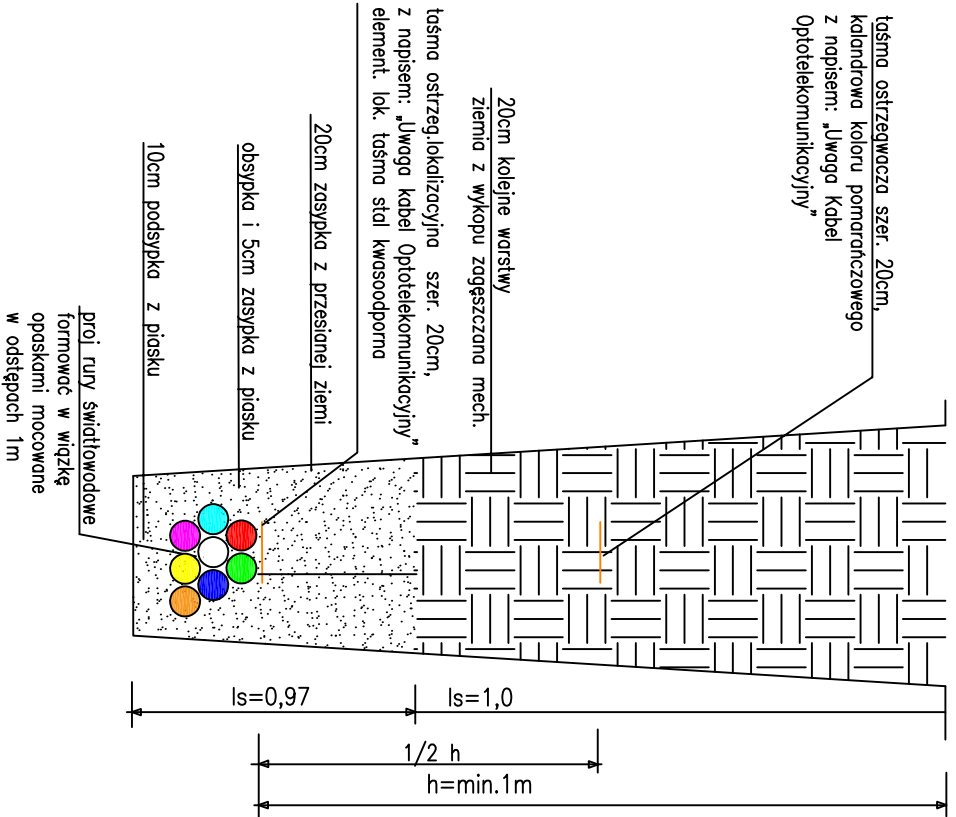 taśma ostrzegwacza szer. 20cm,
kalandrowa koloru pomarańczowego
z napisem: „Uwaga Kabel
Optotelekomunikacyjny”
20cm kolejne warstwy
ziemia z wykopu zagęszczana mech.
taśma ostrzeg.lokalizacyjna szer. 20cm,
z napisem: „Uwaga kabel Optotelekomunikacyjny”
element. lok. taśma stal kwasoodporna
20cm zasypka z przesianej ziemi
obsypka i 5cm zasypka z piasku
10cm podsypka z piasku
proj rury światłowodowe
formować w wiązkę
opaskami mocowane
w odstępach 1m
Is=0,97
Is=1,0
1/2 h
h=min.1m